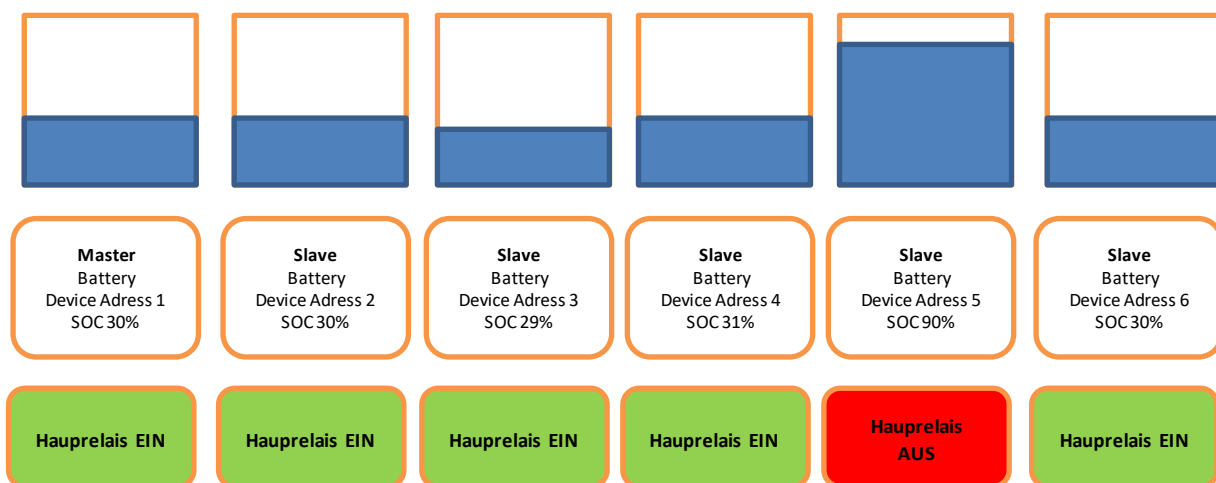 Master
Battery
Device Adress 1
SOC 30%
Slave
Battery
Device Adress 2
SOC 30%
Slave
Battery
Device Adress 3
SOC 29%
Slave
Battery
Device Adress 4
SOC 31%
Slave
Battery
Device Adress 5
SOC 90%
Slave
Battery
Device Adress 6
SOC 30%
Hauprelais EIN
Hauprelais EIN
Hauprelais EIN
Hauprelais EIN
Hauprelais
AUS
Hauprelais EIN